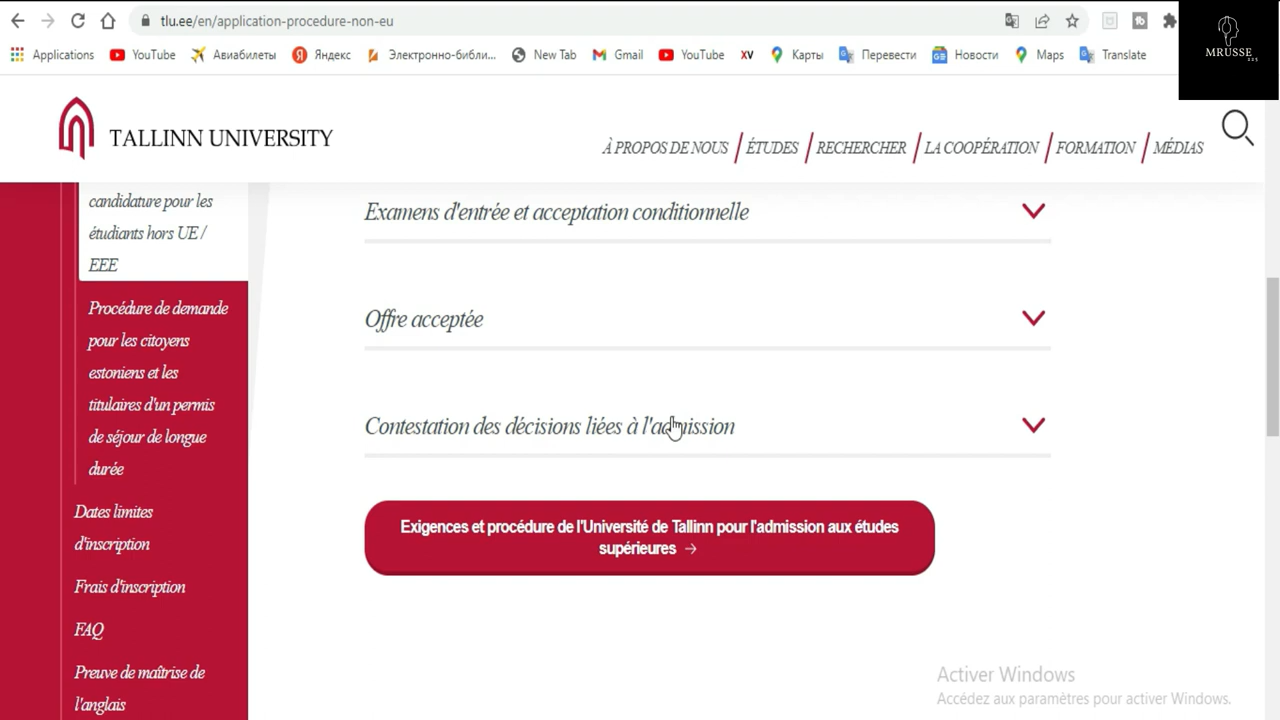 tlu.ee/en/application-procedure-non-eu
Applications YouTube Авиабилеты Яндекс Электронно-библи... New Tab Gmail YouTube XV Карты Перевести Новости Maps Translate
MRUSSE
225
TALLINN UNIVERSITY
À PROPOS DE NOUS ÉTUDES RECHERCHER LA COOPÉRATION FORMATION MÉDIAS
candidature pour les
étudiants hors UE /
EEE
Procédure de demande
pour les citoyens
estoniens et les
titulaires d'un permis
de séjour de longue
durée
Dates limites
d'inscription
Frais d'inscription
FAQ
Preuve de maîtrise de
l'anglais
Examens d'entrée et acceptation conditionnelle
Offre acceptée
Contestation des décisions liées à l'admission
Exigences et procédure de l'Université de Tallinn pour l'admission aux études
supérieures →
Activer Windows
Accédez aux paramètres pour activer Windows.